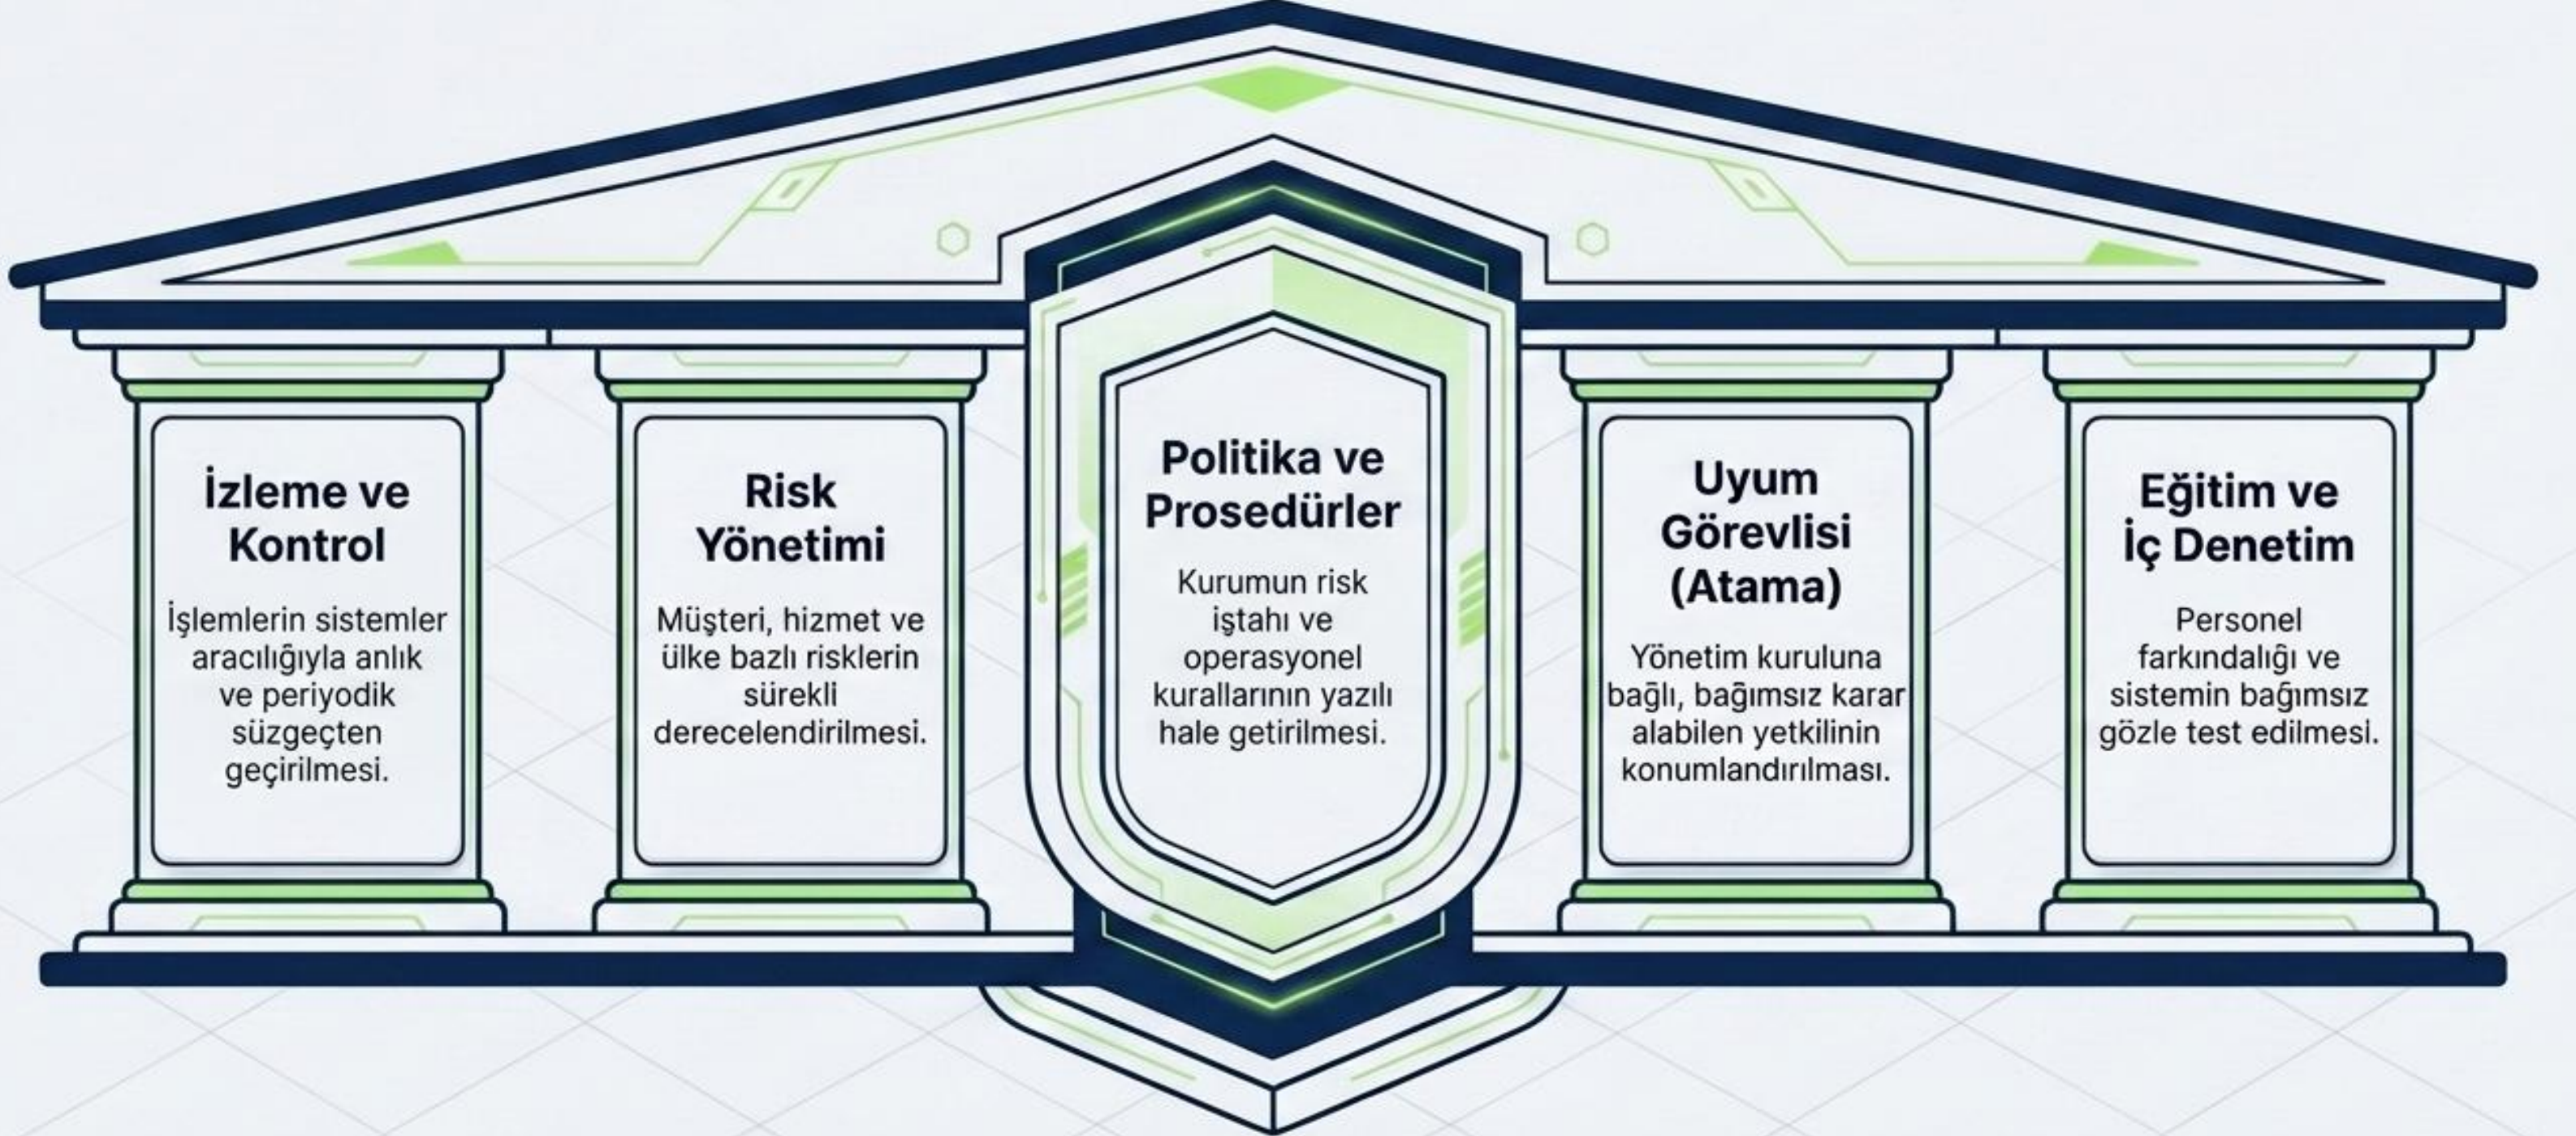 İzleme ve
Kontrol
İşlemlerin sistemler
aracılığıyla anlık
ve periyodik
süzgeçten
geçirilmesi.
Risk
Yönetimi
Müşteri, hizmet ve
ülke bazlı risklerin
sürekli
derecelendirilmesi.
Politika ve
Prosedürler
Kurumun risk
iştahı ve
operasyonel
kurallarının yazılı
hale getirilmesi.
Uyum
Görevlisi
(Atama)
Yönetim kuruluna
bağlı, bağımsız karar
alabilen yetkilinin
konumlandırılması.
Eğitim ve
İç Denetim
Personel
farkındalığı ve
sistemin bağımsız
gözle test edilmesi.